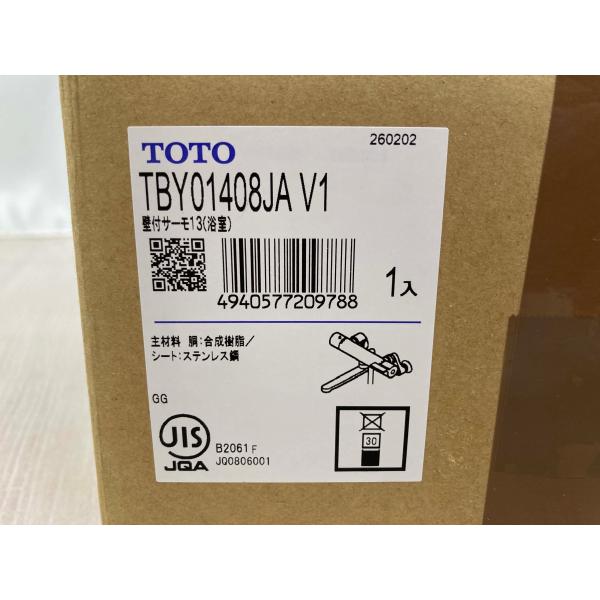 260202
TOTO
TBY01408JA V1
壁付サーモ13(浴室)
4940577209788
1入
主材料 胴:合成樹脂/
シート:ステンレス鋼
GG
JIS
JQA
B2061 F
JQ0806001
30